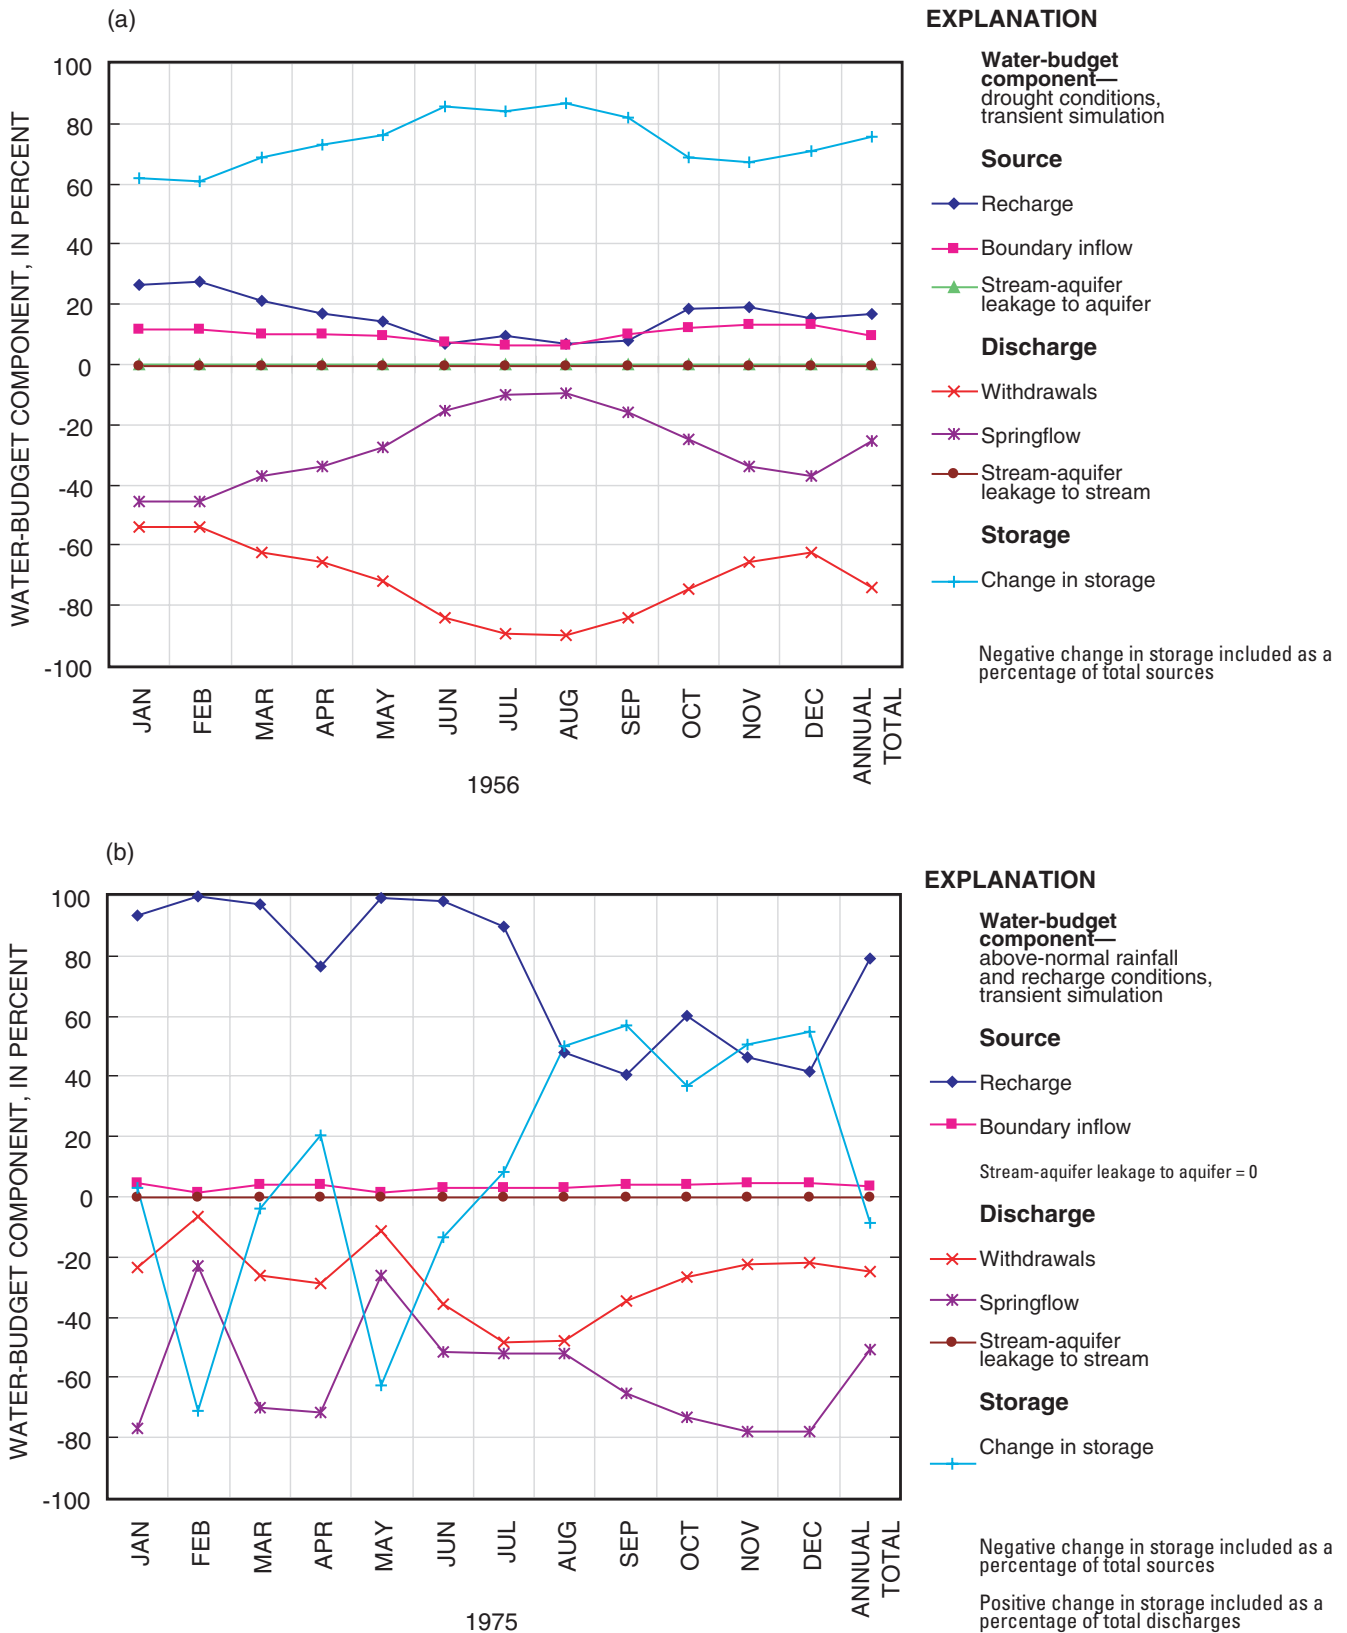 (a)
WATER-BUDGET COMPONENT, IN PERCENT
100
80
60
40
20
0
-20
-40
-60
-80
-100
JAN
FEB
MAR
APR
MAY
JUN
JUL
AUG
SEP
OCT
NOV
DEC
ANNUAL
TOTAL
1956
EXPLANATION
Water-budget
component—
drought conditions,
transient simulation
Source
Recharge
Boundary inflow
Stream-aquifer
leakage to aquifer
Discharge
Withdrawals
Springflow
Stream-aquifer
leakage to stream
Storage
Change in storage
Negative change in storage included as a
percentage of total sources
(b)
WATER-BUDGET COMPONENT, IN PERCENT
100
80
60
40
20
0
-20
-40
-60
-80
-100
JAN
FEB
MAR
APR
MAY
JUN
JUL
AUG
SEP
OCT
NOV
DEC
ANNUAL
TOTAL
1975
EXPLANATION
Water-budget
component—
above-normal rainfall
and recharge conditions,
transient simulation
Source
Recharge
Boundary inflow
Stream-aquifer leakage to aquifer = 0
Discharge
Withdrawals
Springflow
Stream-aquifer
leakage to stream
Storage
Change in storage
Negative change in storage included as a
percentage of total sources
Positive change in storage included as a
percentage of total discharges